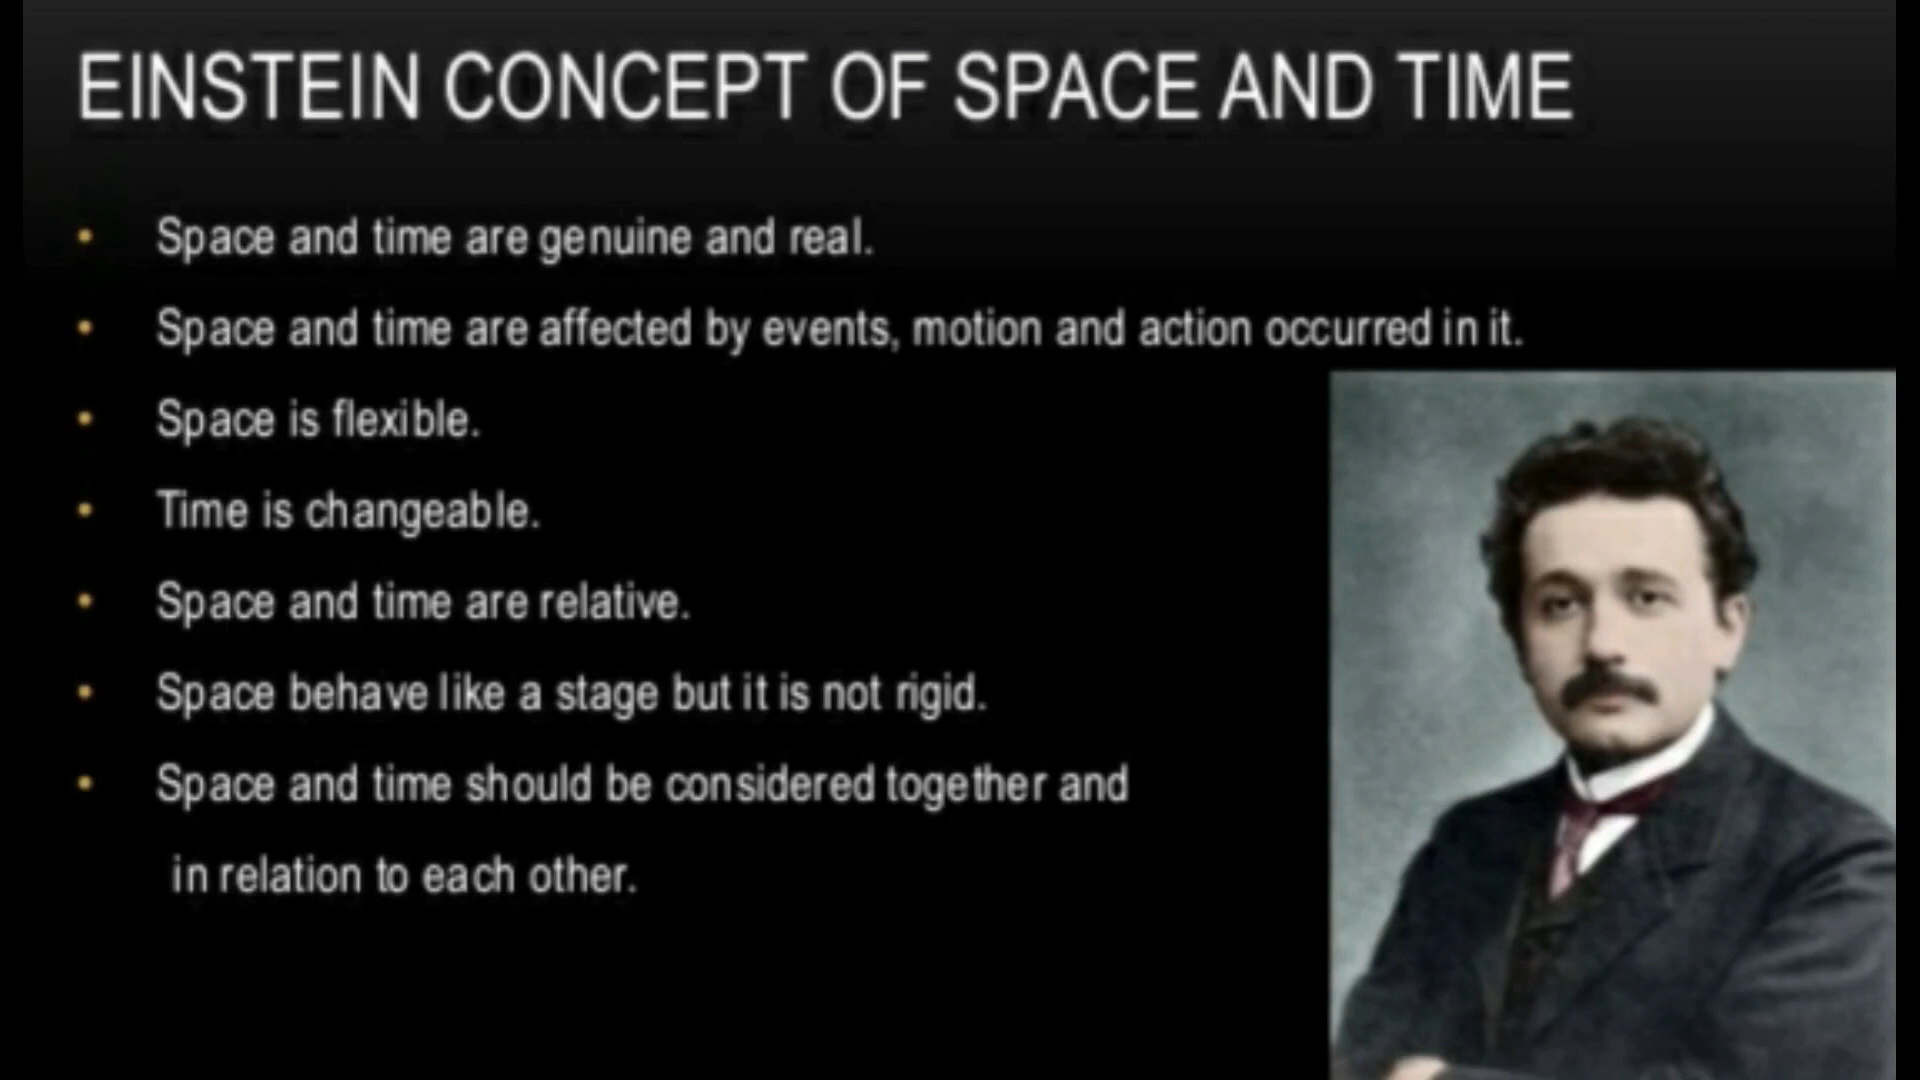 EINSTEIN CONCEPT OF SPACE AND TIME
• Space and time are genuine and real.
• Space and time are affected by events, motion and action occurred in it.
• Space is flexible.
• Time is changeable.
• Space and time are relative.
• Space behave like a stage but it is not rigid.
• Space and time should be considered together and
in relation to each other.